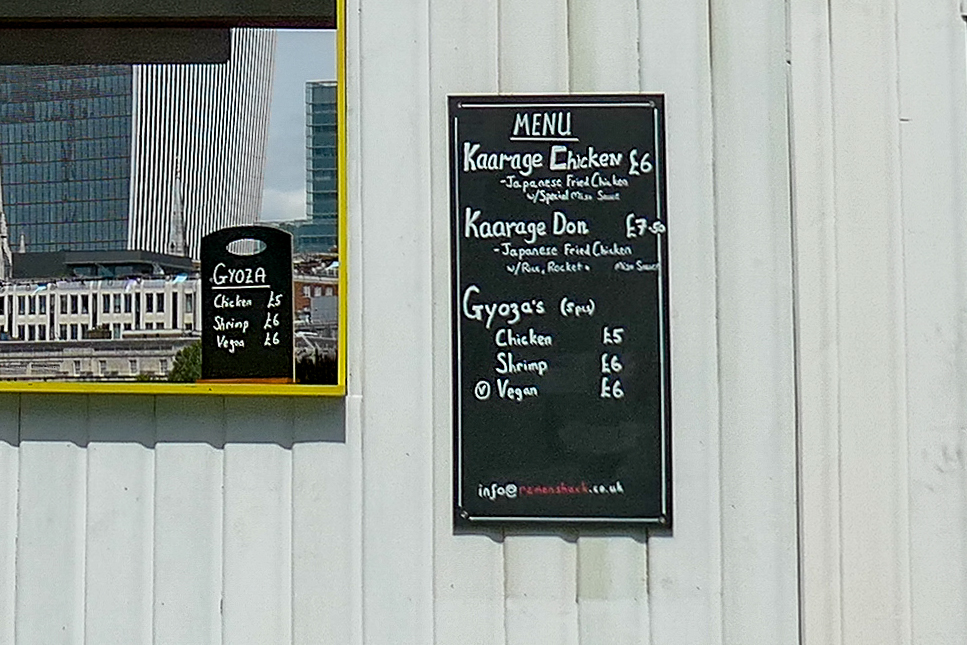 GYOZA
Chicken £5
Shrimp £6
Vegan £6
MENU
Kaarage Chicken £6
-Japanese Fried Chicken
w/Special Miso Sauce
Kaarage Don £7.50
-Japanese Fried Chicken
w/Rice, Rocket + Miso Sauce
Gyoza's (5pcs)
Chicken £5
Shrimp £6
Ⓥ Vegan £6
info@ramenshack.co.uk